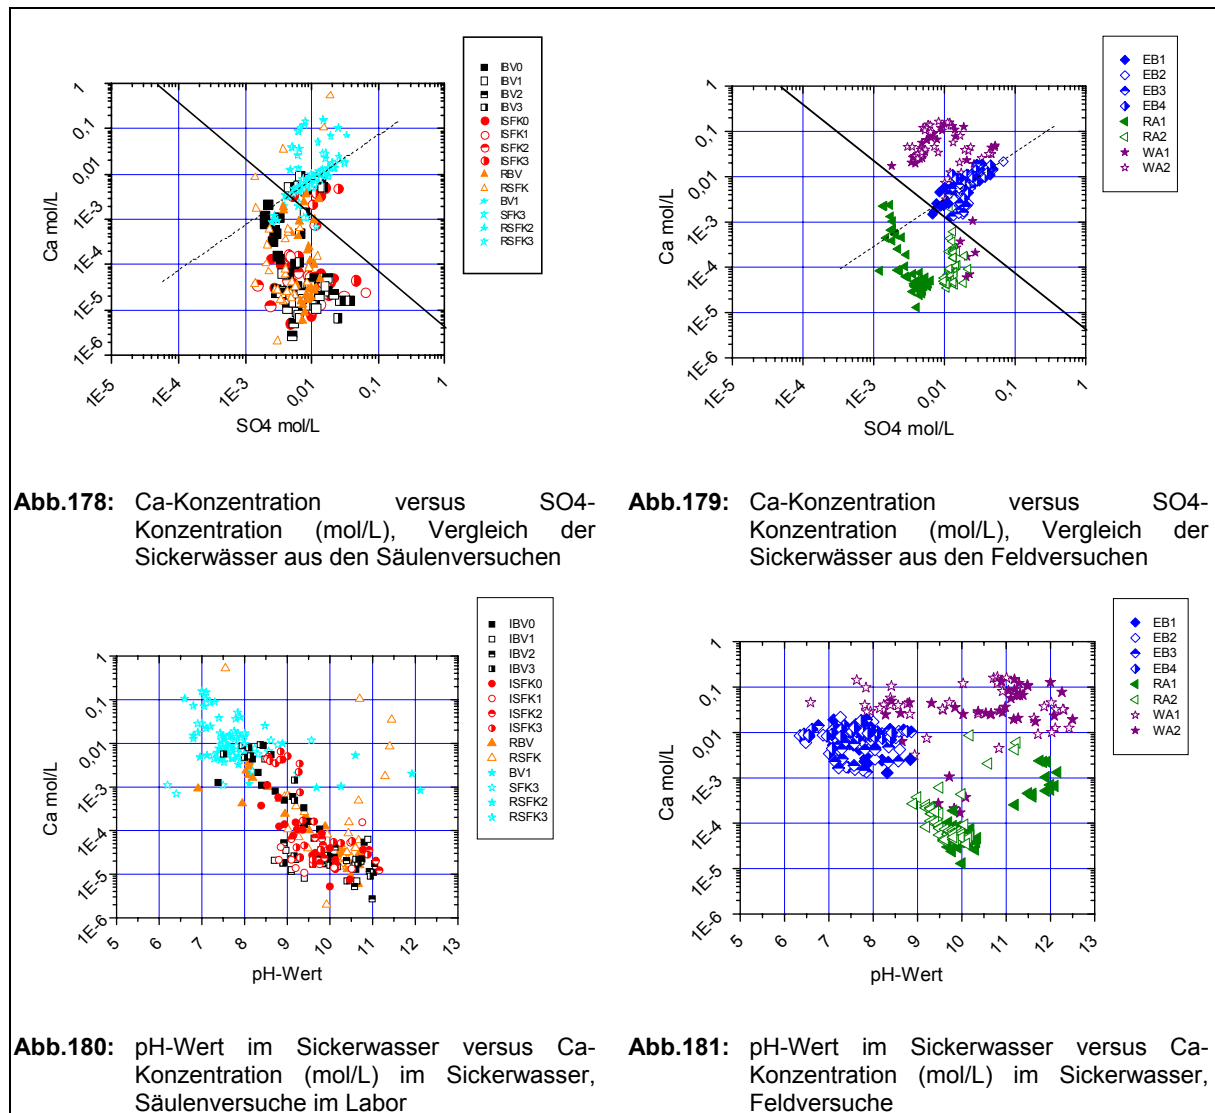 IBV0
IBV1
IBV2
IBV3
ISFK0
ISFK1
ISFK2
ISFK3
RBV
RSFK
BV1
SFK3
RSFK2
RSFK3
1
0,1
0,01
1E-3
1E-4
1E-5
1E-6
Ca mol/L
1E-5
1E-4
1E-3
0,01
0,1
1
SO4 mol/L
EB1
EB2
EB3
EB4
RA1
RA2
WA1
WA2
1
0,1
0,01
1E-3
1E-4
1E-5
1E-6
Ca mol/L
1E-5
1E-4
1E-3
0,01
0,1
1
SO4 mol/L
Abb.178: Ca-Konzentration versus SO4-
Konzentration (mol/L), Vergleich der
Sickerwässer aus den Säulenversuchen
Abb.179: Ca-Konzentration versus SO4-
Konzentration (mol/L), Vergleich der
Sickerwässer aus den Feldversuchen
IBV0
IBV1
IBV2
IBV3
ISFK0
ISFK1
ISFK2
ISFK3
RBV
RSFK
BV1
SFK3
RSFK2
RSFK3
1
0,1
0,01
1E-3
1E-4
1E-5
1E-6
Ca mol/L
5
6
7
8
9
10
11
12
13
pH-Wert
EB1
EB2
EB3
EB4
RA1
RA2
WA1
WA2
1
0,1
0,01
1E-3
1E-4
1E-5
1E-6
Ca mol/L
5
6
7
8
9
10
11
12
13
pH-Wert
Abb.180: pH-Wert im Sickerwasser versus Ca-
Konzentration (mol/L) im Sickerwasser,
Säulenversuche im Labor
Abb.181: pH-Wert im Sickerwasser versus Ca-
Konzentration (mol/L) im Sickerwasser,
Feldversuche